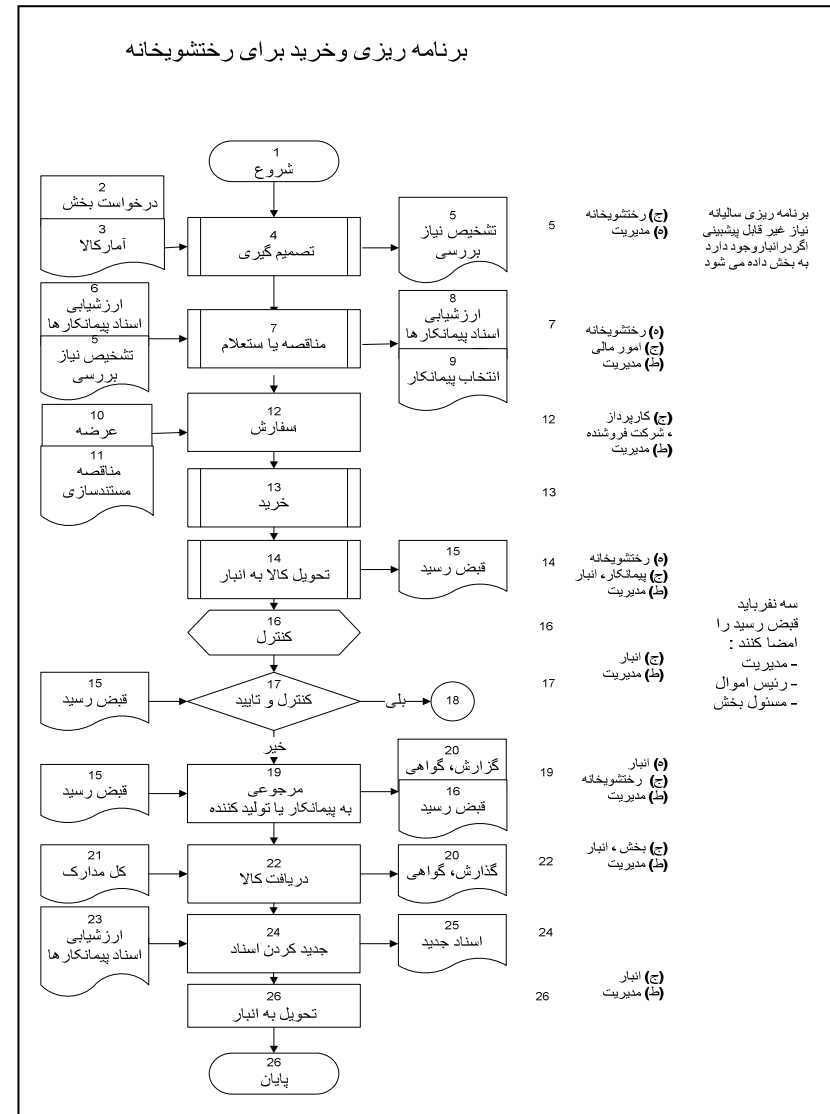 برنامه ریزی وخرید برای رختشویخانه
1
شروع
2
درخواست بخش
3
آمارکالا
4
تصمیم گیری
5
تشخیص نیاز
بررسی
5
(ج) رختشویخانه
(ه) مدیریت
برنامه ریزی سالیانه
نیاز غیر قابل پیشبینی
اگردرانباروجود دارد
به بخش داده می شود
6
ارزشیابی
اسناد پیمانکارها
5
تشخیص نیاز
بررسی
7
مناقصه یا ستعلام
8
ارزشیابی
اسناد پیمانکارها
9
انتخاب پیمانکار
7
(ه) رختشویخانه
(ج) امور مالی
(ط) مدیریت
10
عرضه
11
مناقصه
مستندسازی
12
سفارش
12
(ج) کارپرداز
، شرکت فروشنده
(ط) مدیریت
13
خرید
13
14
تحویل کالا به انبار
15
قبض رسید
14
(ه) رختشویخانه
(ج) پیمانکار، انبار
(ط) مدیریت
16
کنترل
16
سه نفرباید
قبض رسید را
امضا کنند :
- مدیریت
- رئیس اموال
- مسئول بخش
15
قبض رسید
17
کنترل و تایید
بلی
18
17
(ج) انبار
(ط) مدیریت
خیر
15
قبض رسید
19
مرجوعی
به پیمانکار یا تولید کننده
20
گزارش، گواهی
16
قبض رسید
19
(ه) انبار
(ج) رختشویخانه
(ط) مدیریت
21
کل مدارک
22
دریافت کالا
20
گذارش، گواهی
22
(ج) بخش ، انبار
(ط) مدیریت
23
ارزشیابی
اسناد پیمانکارها
24
جدید کردن اسناد
25
اسناد جدید
24
26
تحویل به انبار
26
(ج) انبار
(ط) مدیریت
26
پایان